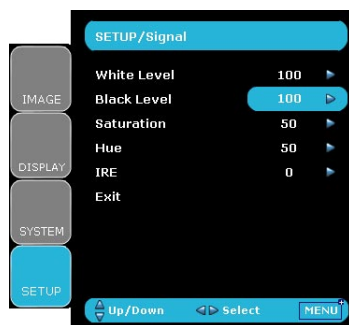 SETUP/Signal
White Level 100
Black Level 100
Saturation 50
Hue 50
IRE 0
Exit
IMAGE
DISPLAY
SYSTEM
SETUP
Up/Down Select MENU